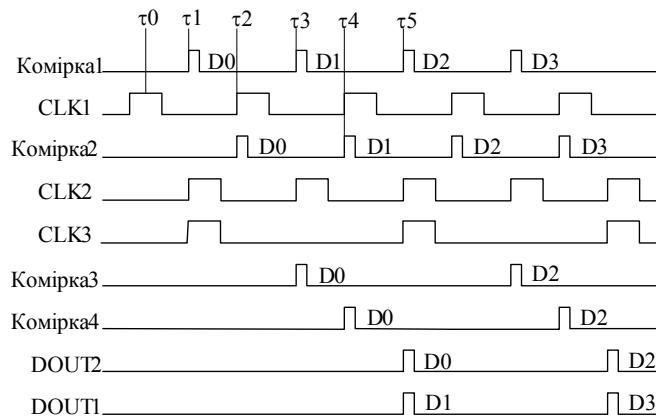 τ0 τ1 τ2 τ3 τ4 τ5
Комірка1 D0 D1 D2 D3
CLK1
Комірка2 D0 D1 D2 D3
CLK2
CLK3
Комірка3 D0 D2
Комірка4 D0 D2
DOUT2 D0 D2
DOUT1 D1 D3